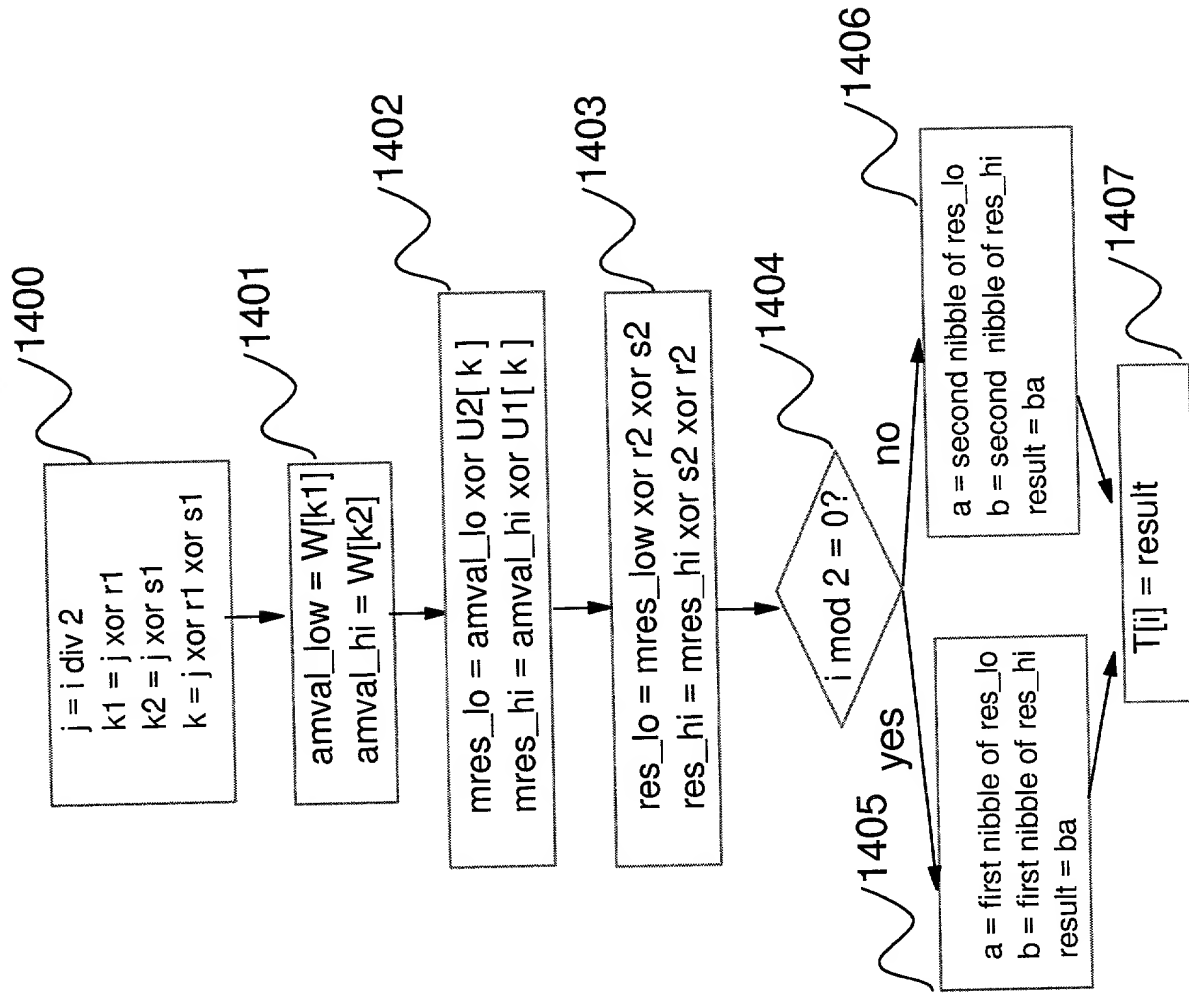 1400
j = i div 2
k1 = j xor r1
k2 = j xor s1
k = j xor r1 xor s1
1401
amval_low = W[k1]
amval_hi = W[k2]
1402
mres_lo = amval_lo xor U2[ k ]
mres_hi = amval_hi xor U1[ k ]
1403
res_lo = mres_low xor r2 xor s2
res_hi = mres_hi xor s2 xor r2
1404
i mod 2 = 0?
yes
no
1405
a = first nibble of res_lo
b = first nibble of res_hi
result = ba
1406
a = second nibble of res_lo
b = second nibble of res_hi
result = ba
1407
T[i] = result